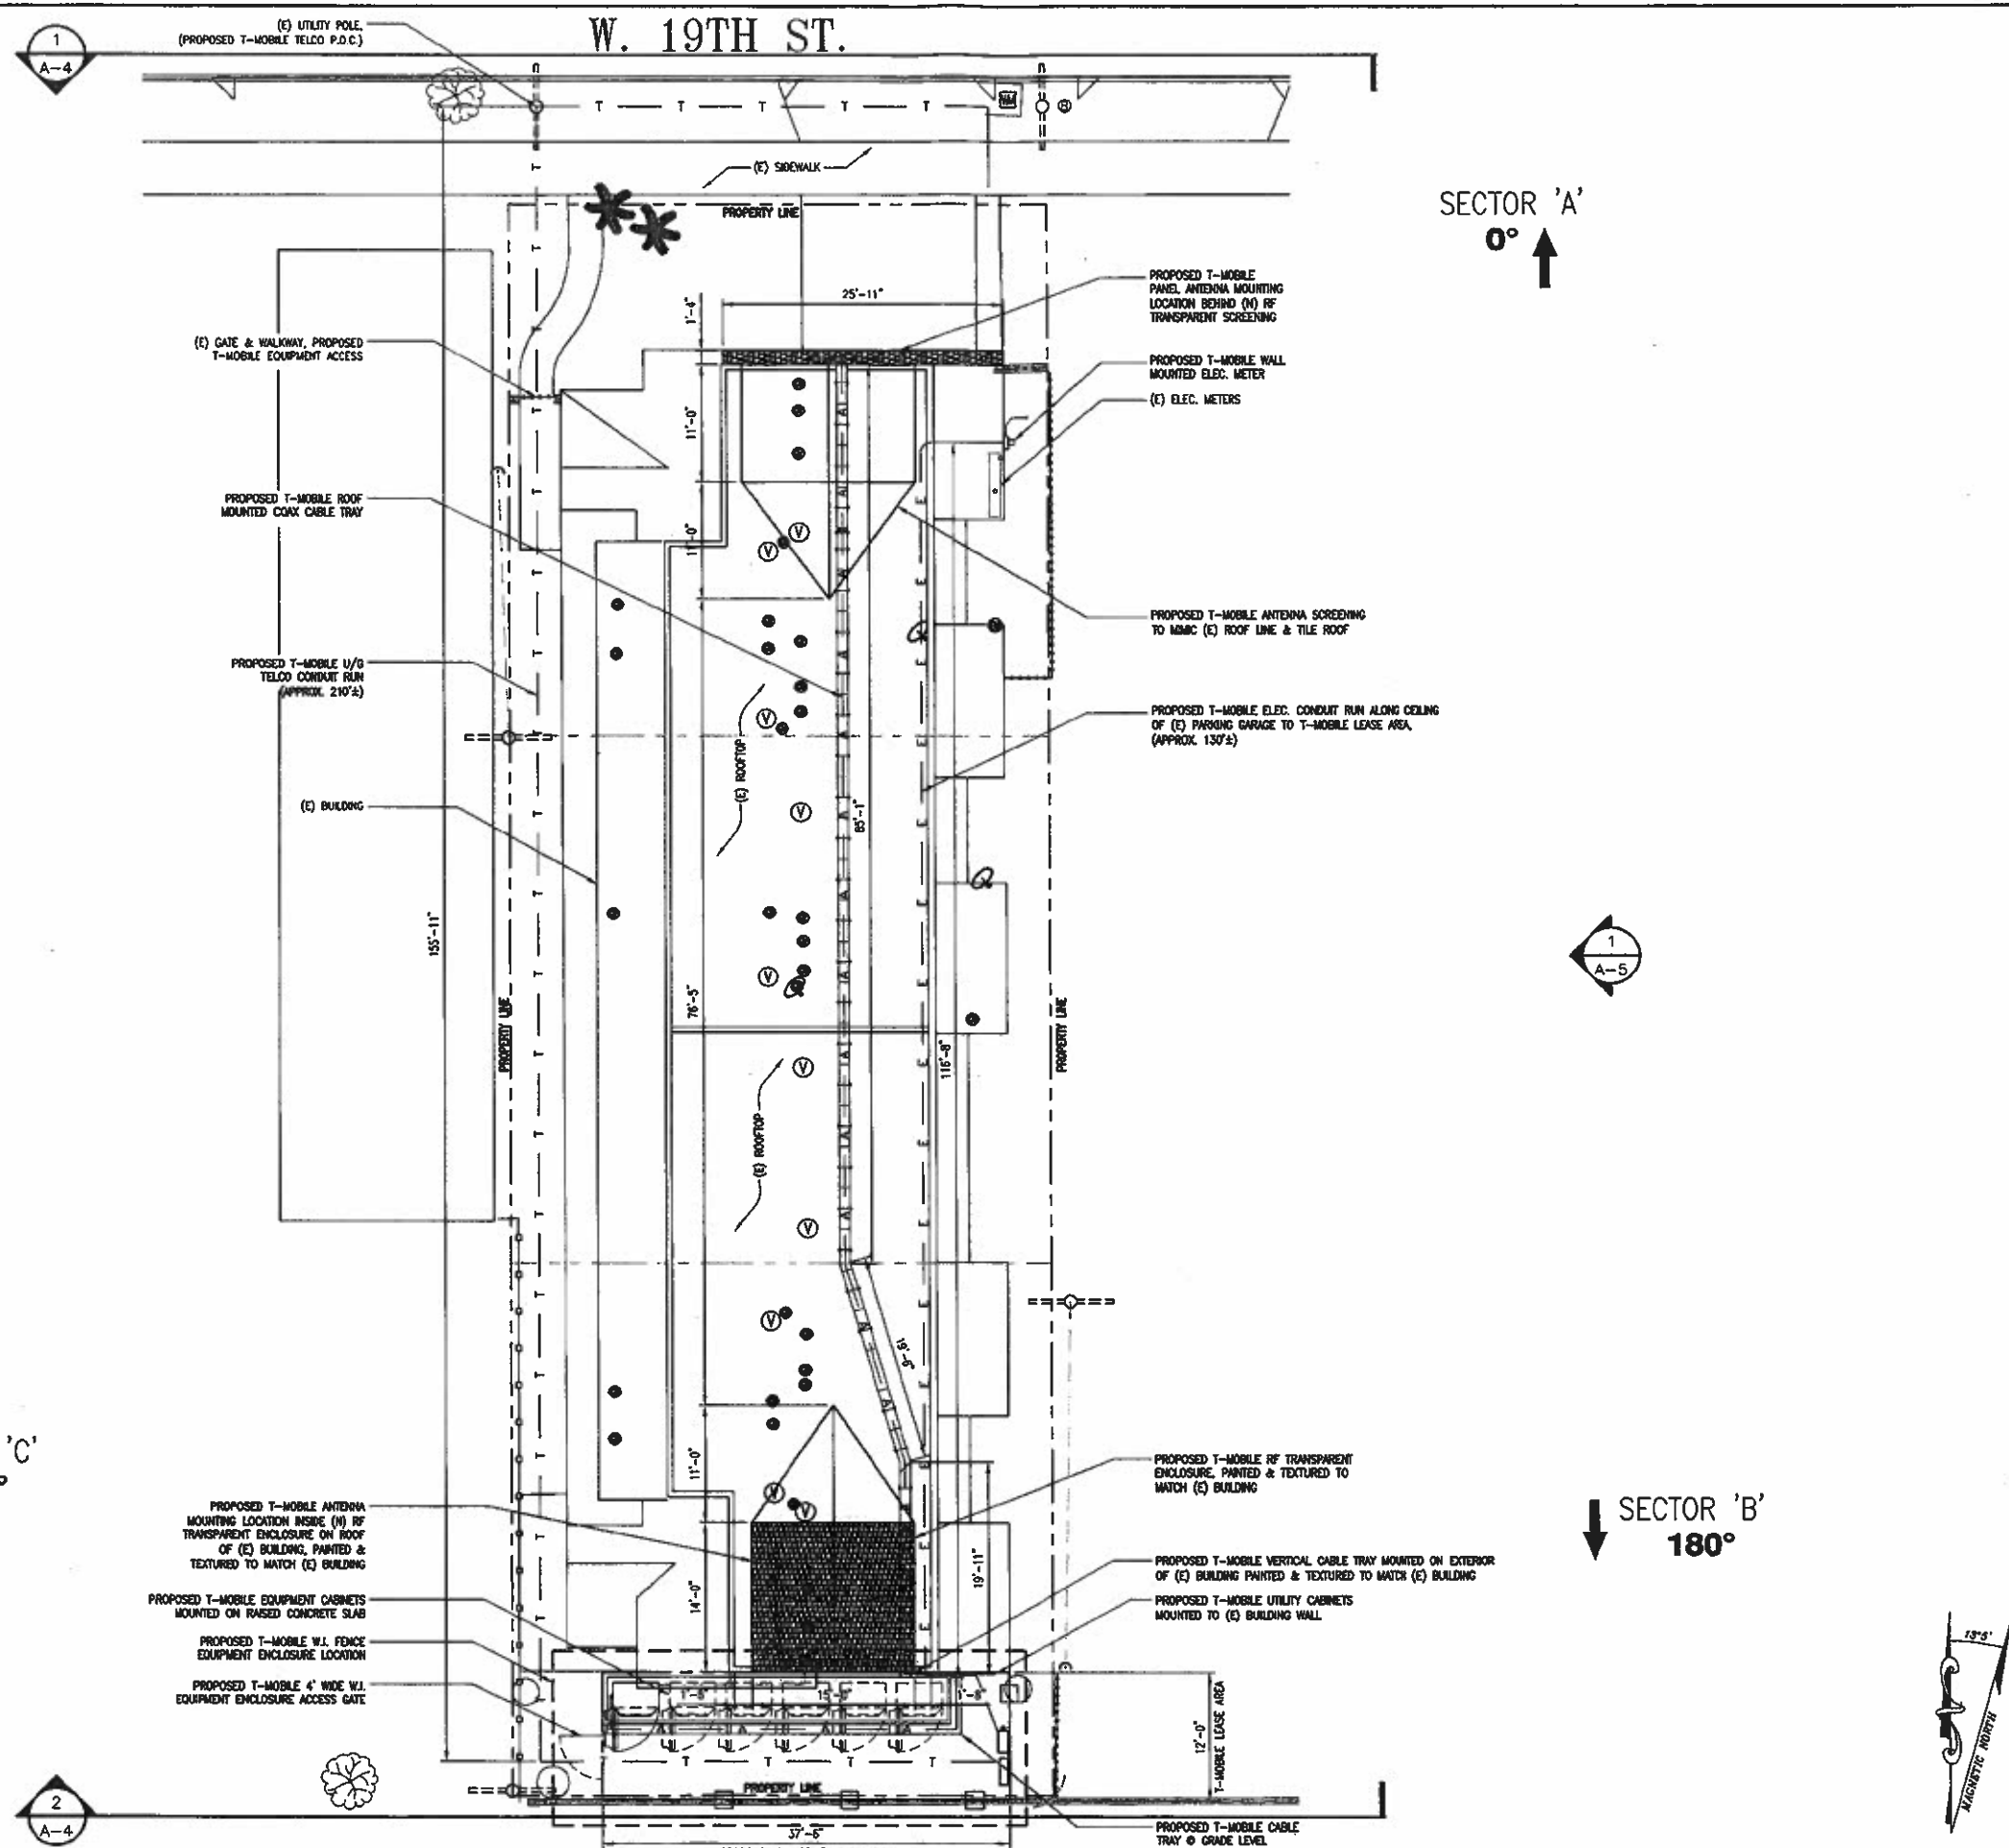 W. 19TH ST.
1
A-4
(E) UTILITY POLE,
(PROPOSED T-MOBILE TELCO P.O.C.)
T T T T T
(E) SIDEWALK
PROPERTY LINE
SECTOR 'A'
0°
25'-11"
1'-4"
PROPOSED T-MOBILE
PANEL ANTENNA MOUNTING
LOCATION BEHIND (N) RF
TRANSPARENT SCREENING
(E) GATE & WALKWAY, PROPOSED
T-MOBILE EQUIPMENT ACCESS
PROPOSED T-MOBILE WALL
MOUNTED ELEC. METER
(E) ELEC. METERS
11'-0"
PROPOSED T-MOBILE ROOF
MOUNTED COAX CABLE TRAY
11'-0"
V
V
PROPOSED T-MOBILE ANTENNA SCREENING
TO MIMIC (E) ROOF LINE & TILE ROOF
PROPOSED T-MOBILE U/G
TELCO CONDUIT RUN
(APPROX. 210'±)
V
PROPOSED T-MOBILE ELEC. CONDUIT RUN ALONG CEILING
OF (E) PARKING GARAGE TO T-MOBILE LEASE AREA,
(APPROX. 130'±)
(E) ROOFTOP
(E) BUILDING
V
85'-1"
155'-11"
1
A-5
V
76'-5"
PROPERTY LINE
PROPERTY LINE
116'-8"
V
(E) ROOFTOP
V
V
19'-6"
'C'
11'-0"
PROPOSED T-MOBILE RF TRANSPARENT
ENCLOSURE, PAINTED & TEXTURED TO
MATCH (E) BUILDING
V
V
PROPOSED T-MOBILE ANTENNA
MOUNTING LOCATION INSIDE (N) RF
TRANSPARENT ENCLOSURE ON ROOF
OF (E) BUILDING, PAINTED &
TEXTURED TO MATCH (E) BUILDING
SECTOR 'B'
180°
19'-11"
14'-0"
PROPOSED T-MOBILE VERTICAL CABLE TRAY MOUNTED ON EXTERIOR
OF (E) BUILDING PAINTED & TEXTURED TO MATCH (E) BUILDING
PROPOSED T-MOBILE EQUIPMENT CABINETS
MOUNTED ON RAISED CONCRETE SLAB
PROPOSED T-MOBILE UTILITY CABINETS
MOUNTED TO (E) BUILDING WALL
PROPOSED T-MOBILE W.I. FENCE
EQUIPMENT ENCLOSURE LOCATION
PROPOSED T-MOBILE 4' WIDE W.I.
EQUIPMENT ENCLOSURE ACCESS GATE
12'-0"
T-MOBILE LEASE AREA
T T T T
PROPERTY LINE
13°5'
MAGNETIC NORTH
2
A-4
37'-6"
PROPOSED T-MOBILE CABLE
TRAY @ GRADE LEVEL